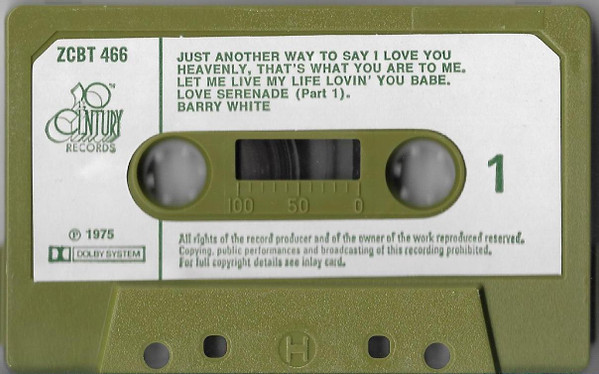 ZCBT 466
JUST ANOTHER WAY TO SAY I LOVE YOU
HEAVENLY, THAT'S WHAT YOU ARE TO ME.
LET ME LIVE MY LIFE LOVIN' YOU BABE.
LOVE SERENADE (Part 1).
BARRY WHITE
20th
CENTURY
RECORDS
1
100 50 0
℗ 1975
DOLBY SYSTEM
All rights of the record producer and of the owner of the work reproduced reserved.
Copying, public performances and broadcasting of this recording prohibited.
For full copyright details see inlay card.
H